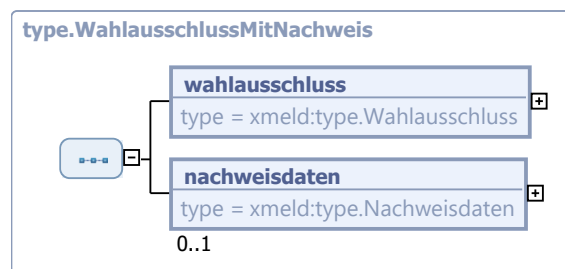 type.WahlausschlussMitNachweis
wahlausschluss
type = xmeld:type.Wahlausschluss
nachweisdaten
type = xmeld:type.Nachweisdaten
0..1